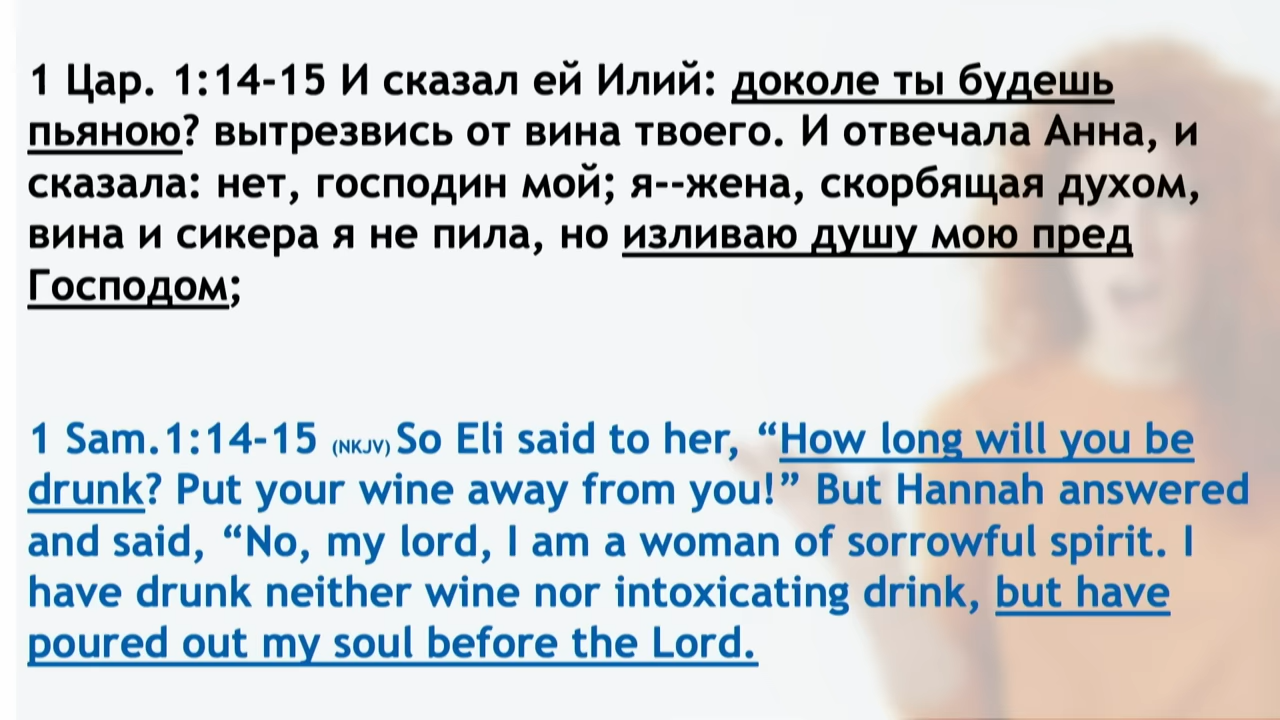 1 Цар. 1:14-15 И сказал ей Илий: доколе ты будешь
пьяною? вытрезвись от вина твоего. И отвечала Анна, и
сказала: нет, господин мой; я--жена, скорбящая духом,
вина и сикера я не пила, но изливаю душу мою пред
Господом;
1 Sam.1:14-15 (NKJV) So Eli said to her, “How long will you be
drunk? Put your wine away from you!” But Hannah answered
and said, “No, my lord, I am a woman of sorrowful spirit. I
have drunk neither wine nor intoxicating drink, but have
poured out my soul before the Lord.